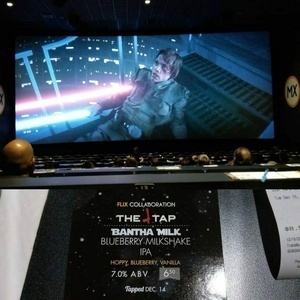 MX
MX
FLIX COLLABORATION
THE TAP
BANTHA MILK
BLUEBERRY MILKSHAKE
IPA
HOPPY, BLUEBERRY, VANILLA
7.0% A.B.V. 6.50
Tapped DEC. 14